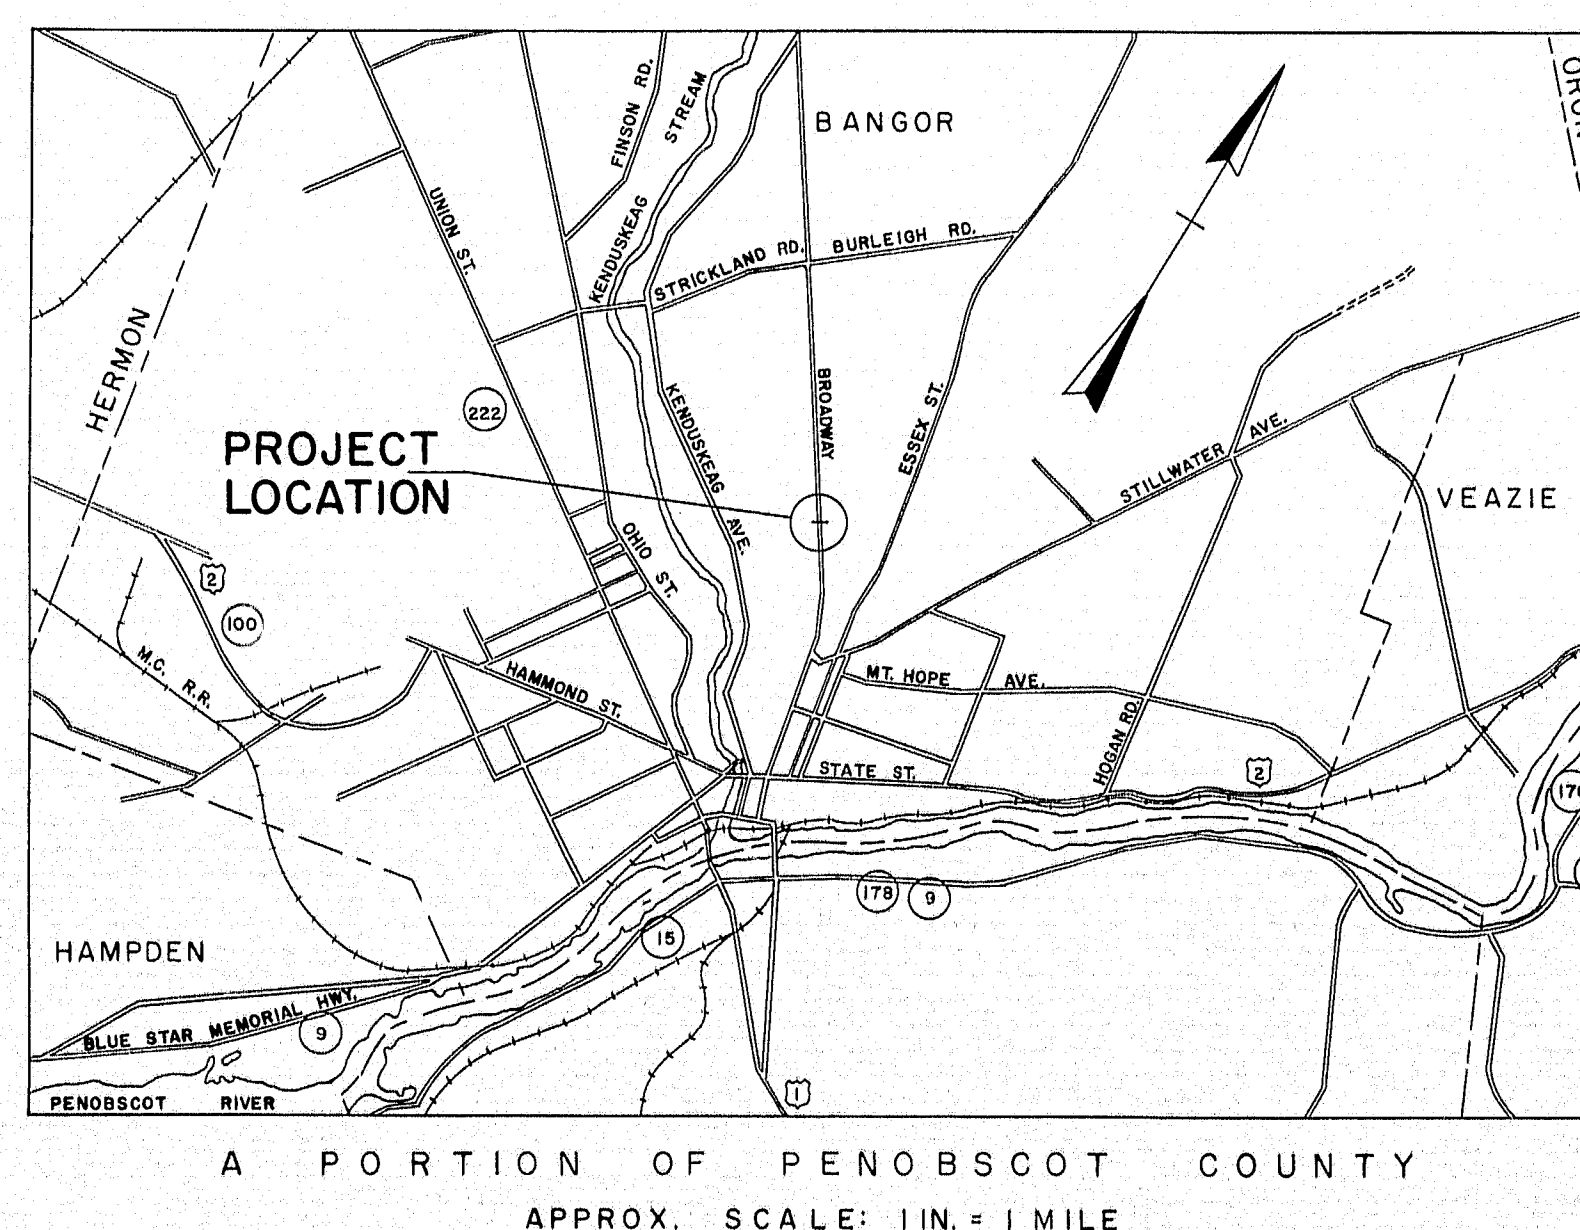 BANGOR
FINSON RD.
KENDUSKEAG STREAM
UNION ST.
STRICKLAND RD.
BURLEIGH RD.
HERMON
222
PROJECT
LOCATION
KENDUSKEAG AVE.
BROADWAY
ESSEX ST.
STILLWATER AVE.
VEAZIE
OHIO ST.
2
100
M.C. R.R.
HAMMOND ST.
MT. HOPE AVE.
HOGAN RD.
STATE ST.
2
178
9
15
HAMPDEN
BLUE STAR MEMORIAL HWY.
9
PENOBSCOT RIVER
1
A PORTION OF PENOBSCOT COUNTY
APPROX. SCALE: 1 IN. = 1 MILE